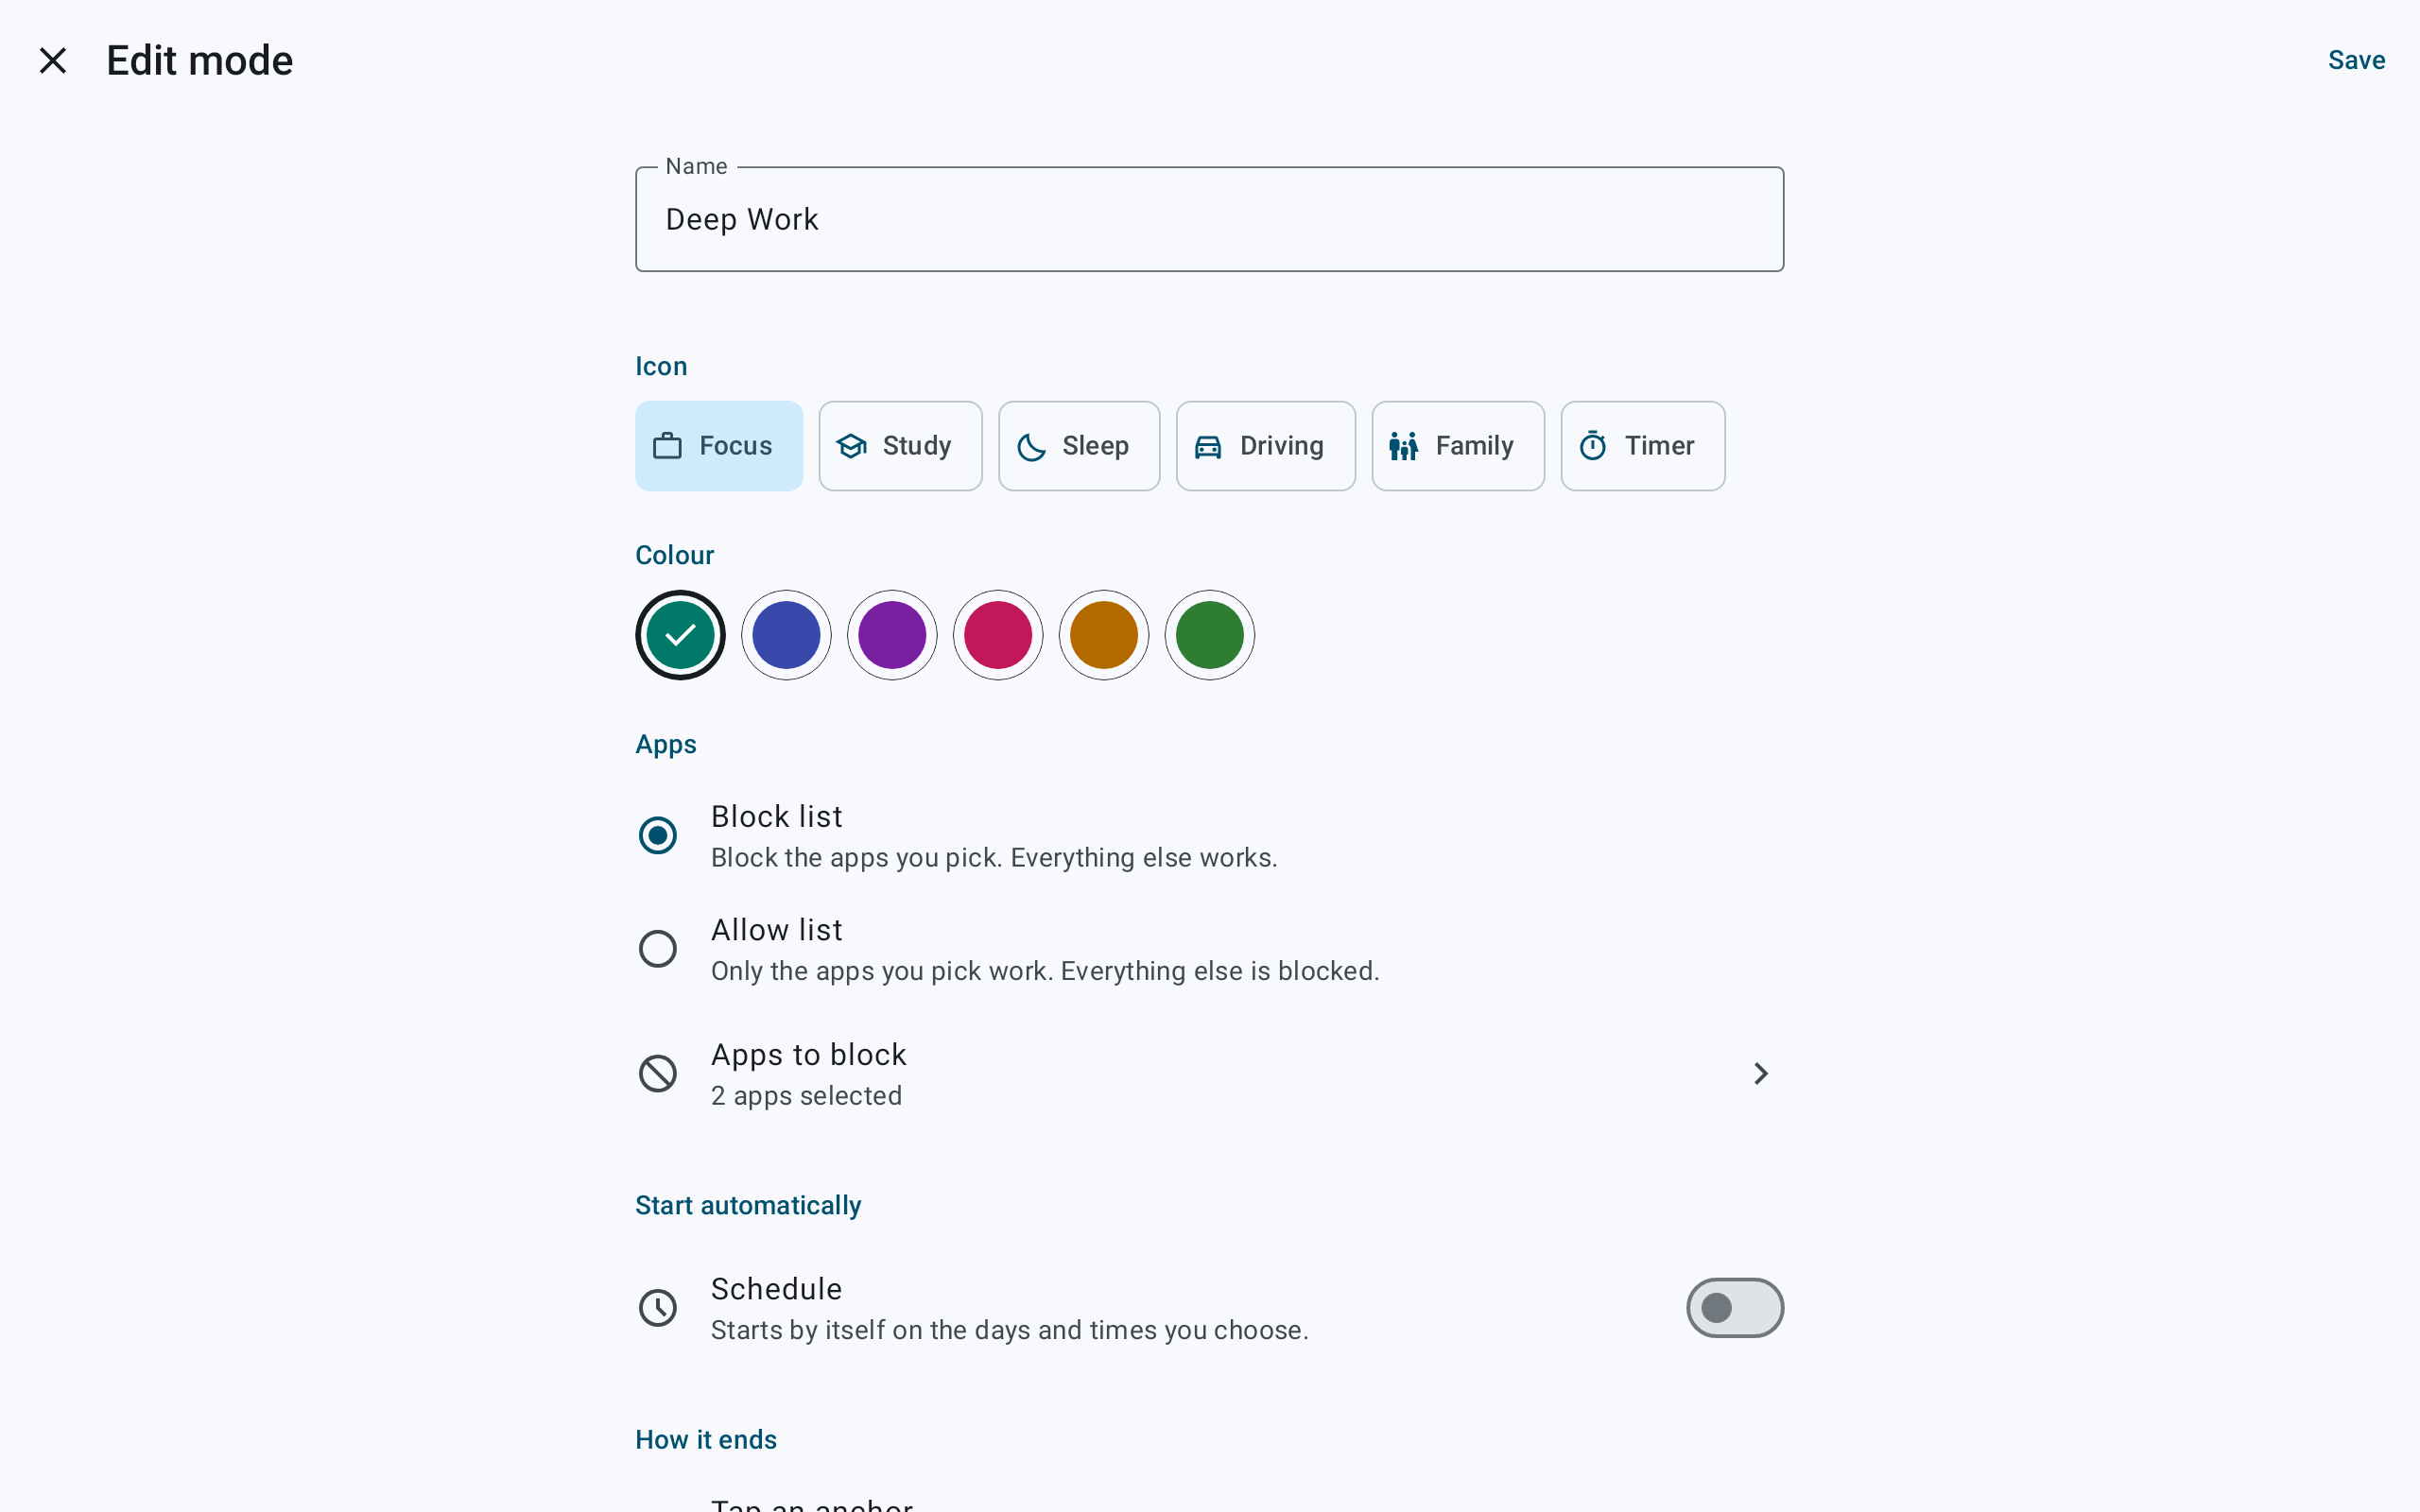 Edit mode
Save
Name
Deep Work
Icon
Focus
Study
Sleep
Driving
Family
Timer
Colour
Apps
Block list
Block the apps you pick. Everything else works.
Allow list
Only the apps you pick work. Everything else is blocked.
Apps to block
2 apps selected
Start automatically
Schedule
Starts by itself on the days and times you choose.
How it ends
Tap an anchor